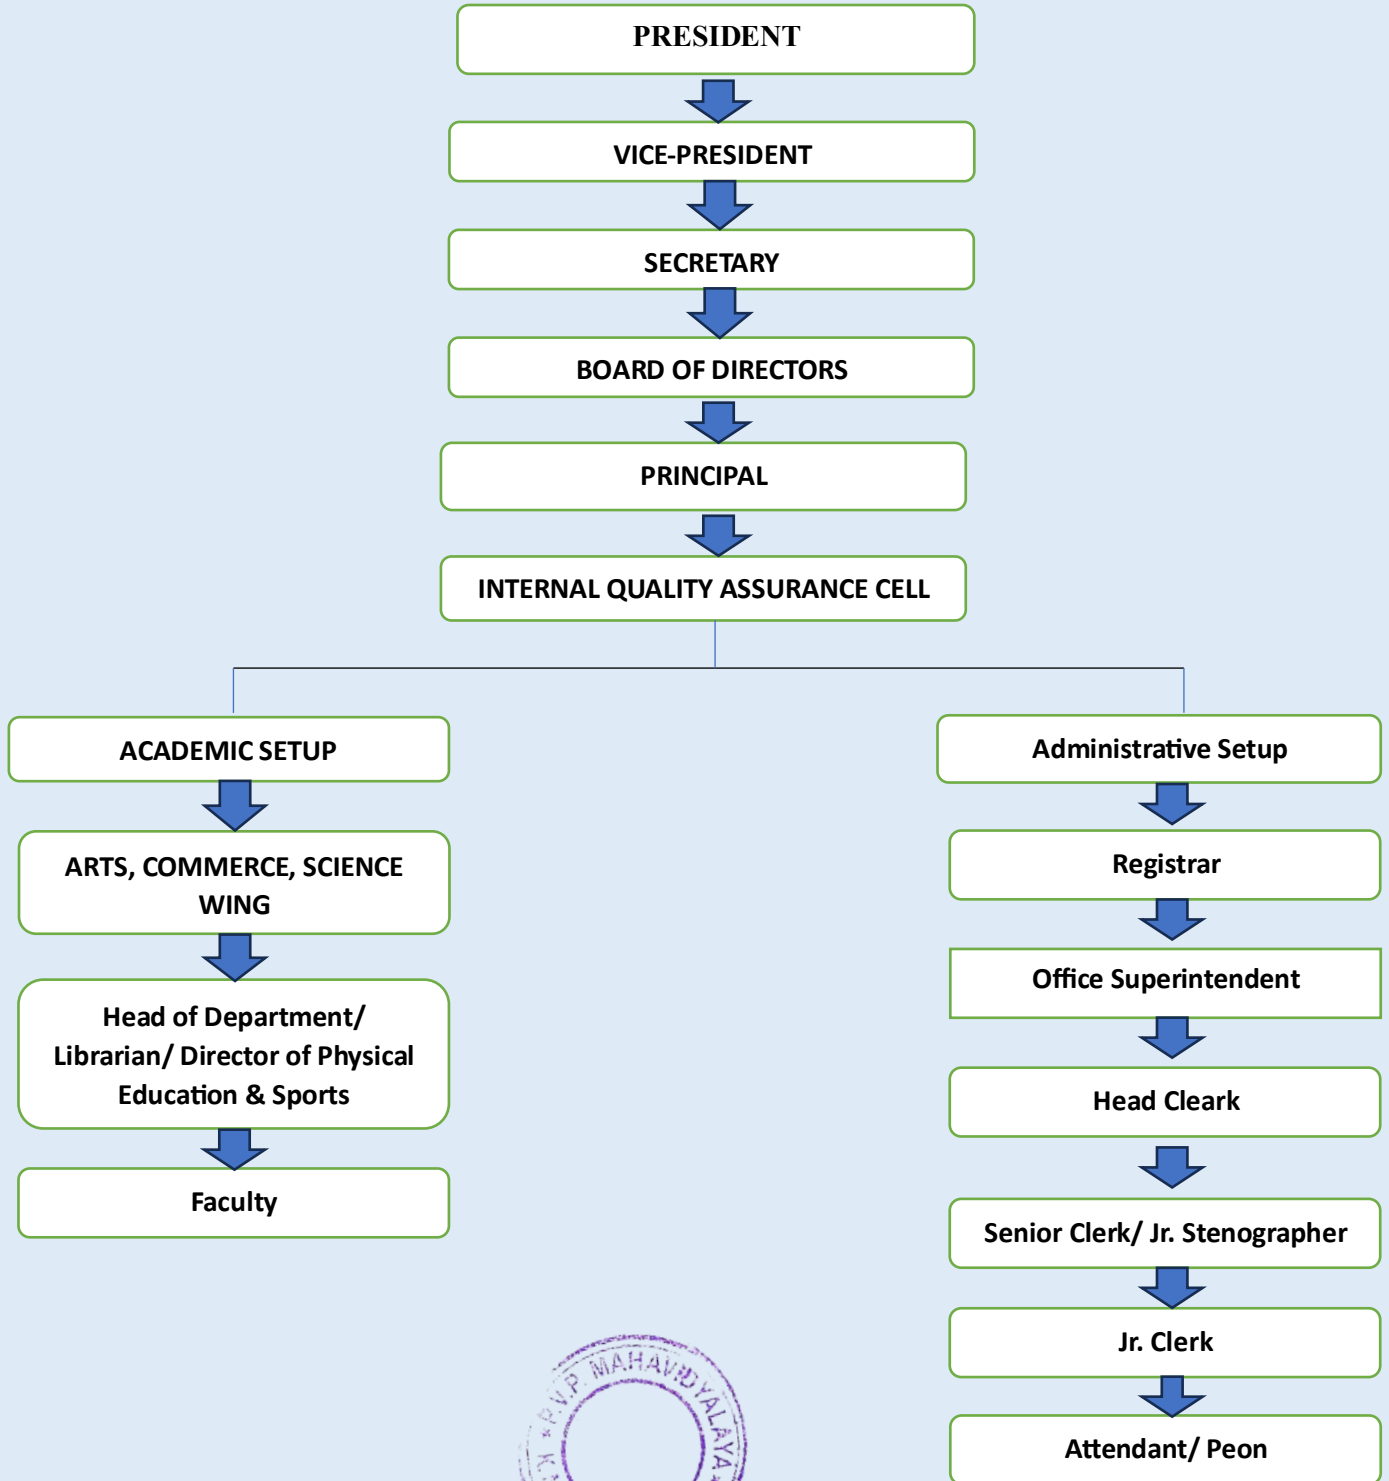 PRESIDENT
VICE-PRESIDENT
SECRETARY
BOARD OF DIRECTORS
PRINCIPAL
INTERNAL QUALITY ASSURANCE CELL
ACADEMIC SETUP
ARTS, COMMERCE, SCIENCE
WING
Head of Department/
Librarian/ Director of Physical
Education & Sports
Faculty
Administrative Setup
Registrar
Office Superintendent
Head Cleark
Senior Clerk/ Jr. Stenographer
Jr. Clerk
Attendant/ Peon
P.V.P. MAHAVIDYALAYA